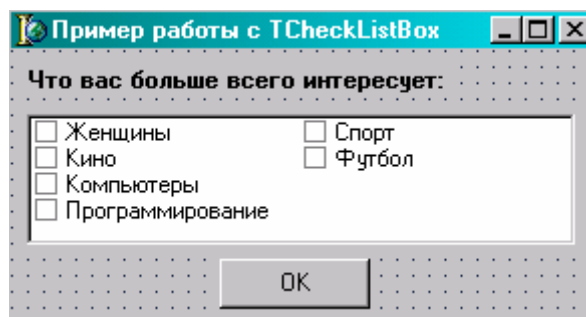 Пример работы с TCheckListBox
Что вас больше всего интересует:
Женщины
Кино
Компьютеры
Программирование
Спорт
Футбол
OK